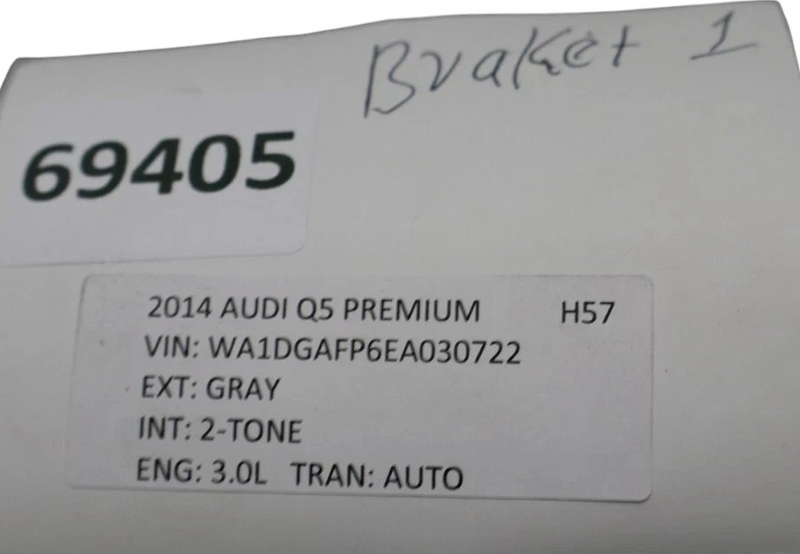 Braket 1
69405
2014 AUDI Q5 PREMIUM H57
VIN: WA1DGAFP6EA030722
EXT: GRAY
INT: 2-TONE
ENG: 3.0L TRAN: AUTO